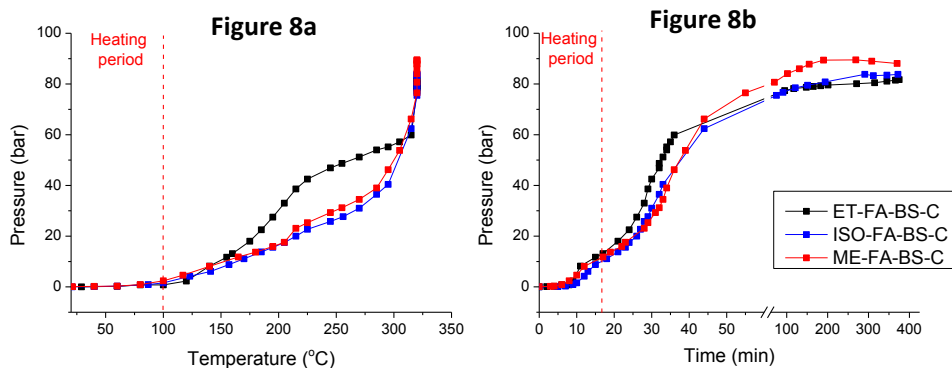 Figure 8a
Heating
period
100
80
60
40
20
0
50
100
150
200
250
300
350
Pressure (bar)
Temperature (°C)
Figure 8b
Heating
period
100
80
60
40
20
0
0
10
20
30
40
50
60
100
200
300
400
Pressure (bar)
Time (min)
ET-FA-BS-C
ISO-FA-BS-C
ME-FA-BS-C